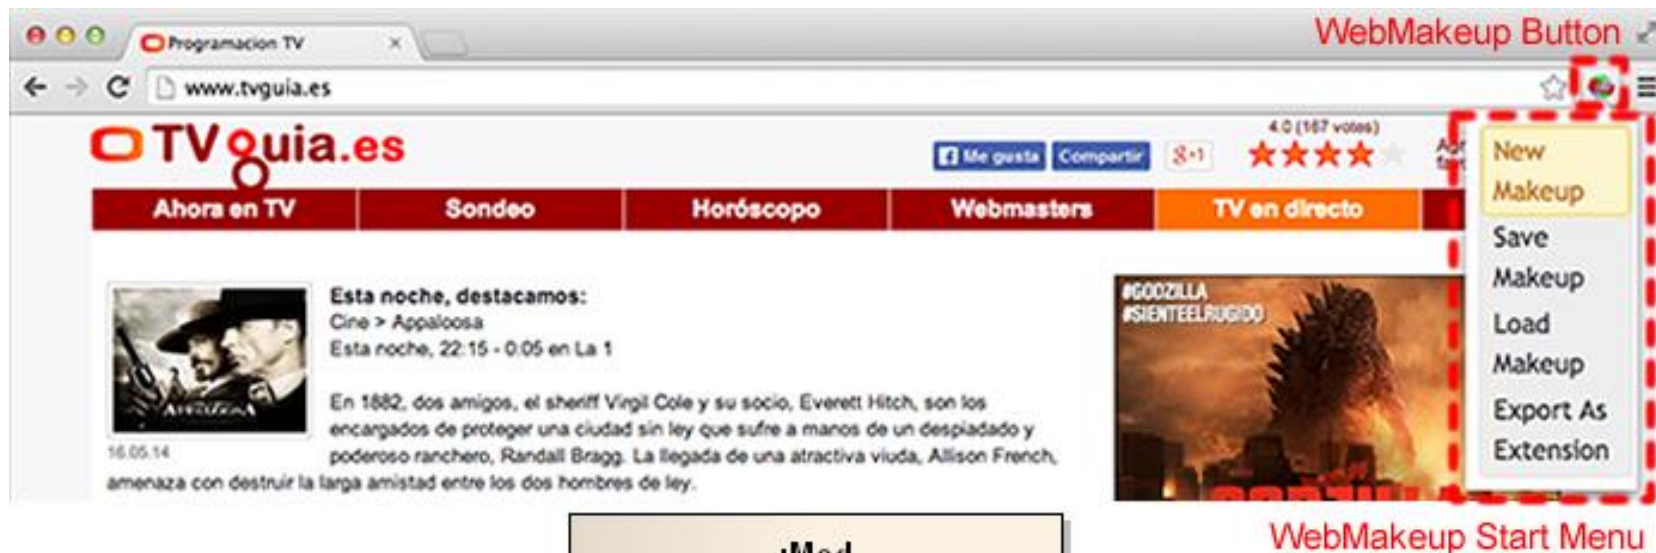 WebMakeup Button
Programacion TV
www.tvguia.es
TVguia.es
Me gusta Compartir
g+1
4.0 (167 votes)
New
Makeup
Save
Makeup
Load
Makeup
Export As
Extension
Ahora en TV Sondeo Horóscopo Webmasters TV en directo
Esta noche, destacamos:
Cine > Appaloosa
Esta noche, 22:15 - 0:05 en La 1
En 1882, dos amigos, el sheriff Virgil Cole y su socio, Everett Hitch, son los
encargados de proteger una ciudad sin ley que sufre a manos de un despiadado y
poderoso ranchero, Randall Bragg. La llegada de una atractiva viuda, Allison French,
amenaza con destruir la larga amistad entre los dos hombres de ley.
APPALOOSA
16.05.14
#GODZILLA
#SIENTEELRUGIDO
GODZILLA
WebMakeup Start Menu
:Mod